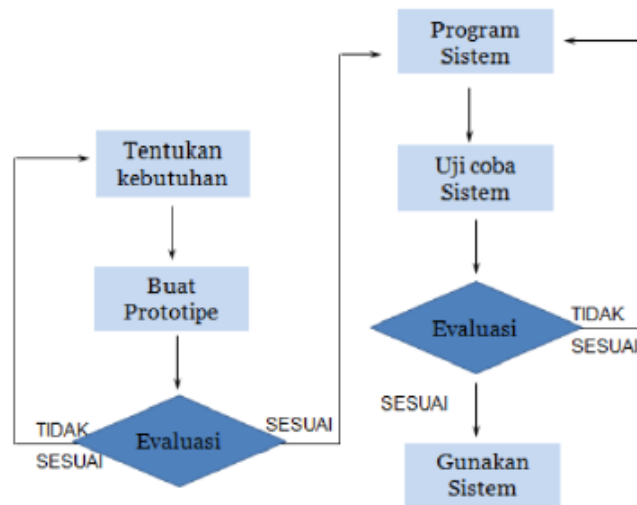 Tentukan
kebutuhan
Buat
Prototipe
Evaluasi
TIDAK
SESUAI
SESUAI
Program
Sistem
Uji coba
Sistem
Evaluasi
TIDAK
SESUAI
SESUAI
Gunakan
Sistem